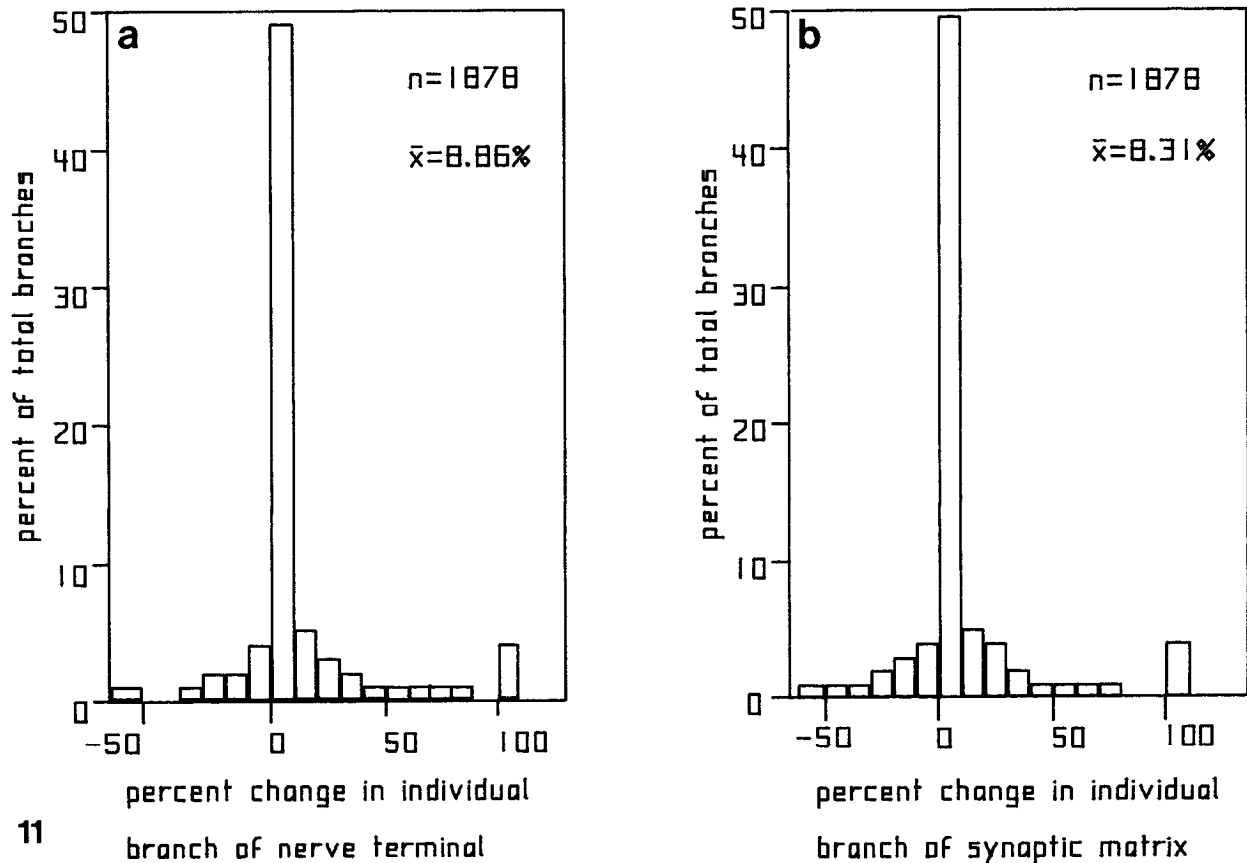 a
50
40
30
20
10
0
percent of total branches
n=1878
x̄=8.86%
-50 0 50 100
percent change in individual
branch of nerve terminal
b
50
40
30
20
10
0
percent of total branches
n=1878
x̄=8.31%
-50 0 50 100
percent change in individual
branch of synaptic matrix
11